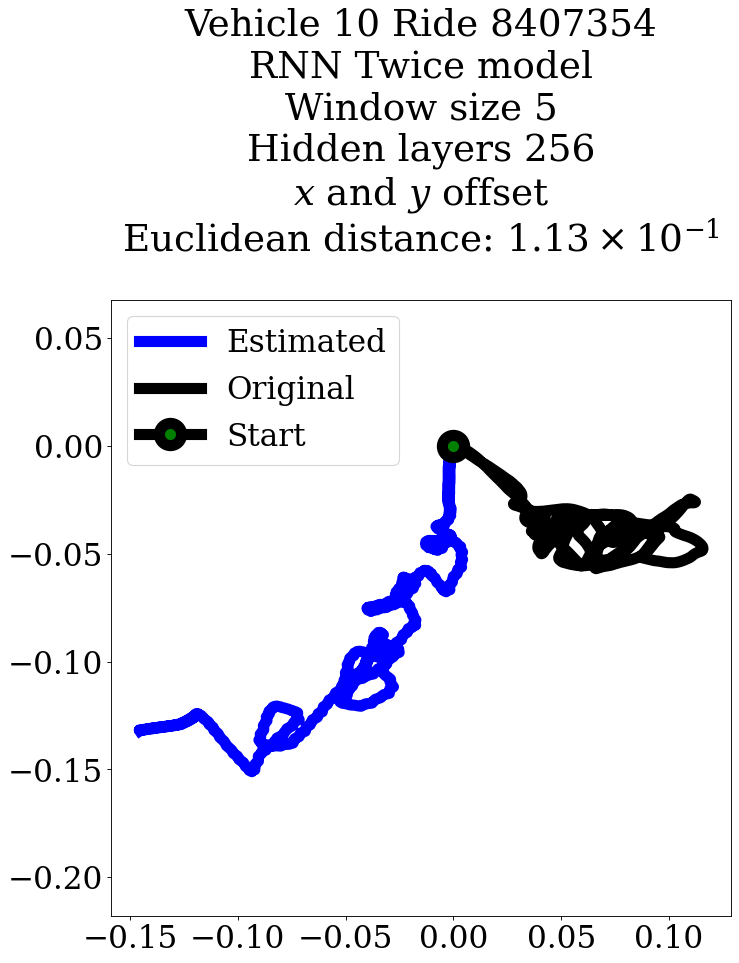 Vehicle 10 Ride 8407354
RNN Twice model
Window size 5
Hidden layers 256
x and y offset
Euclidean distance: 1.13 × 10⁻¹
Estimated
Original
Start
0.05
0.00
−0.05
−0.10
−0.15
−0.20
−0.15 −0.10 −0.05 0.00 0.05 0.10